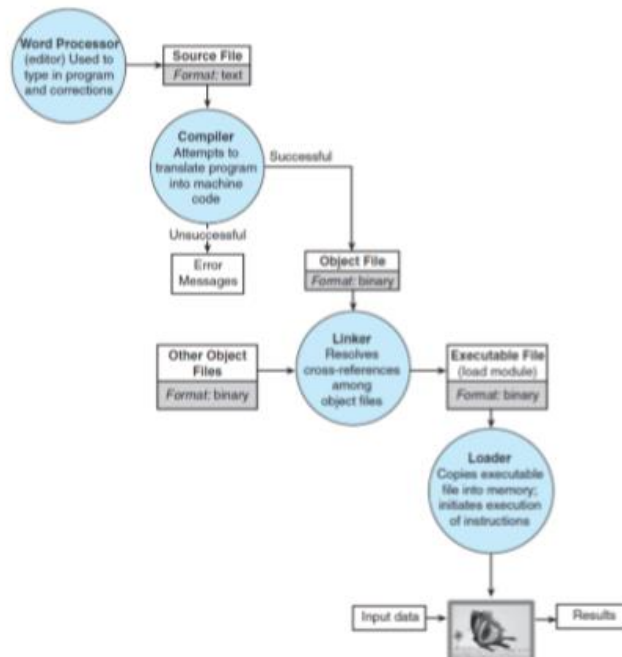 Word Processor
(editor) Used to
type in program
and corrections
Source File
Format: text
Compiler
Attempts to
translate program
into machine
code
Successful
Unsuccessful
Error
Messages
Object File
Format: binary
Other Object
Files
Format: binary
Linker
Resolves
cross-references
among
object files
Executable File
(load module)
Format: binary
Loader
Copies executable
file into memory;
initiates execution
of instructions
Input data
Results